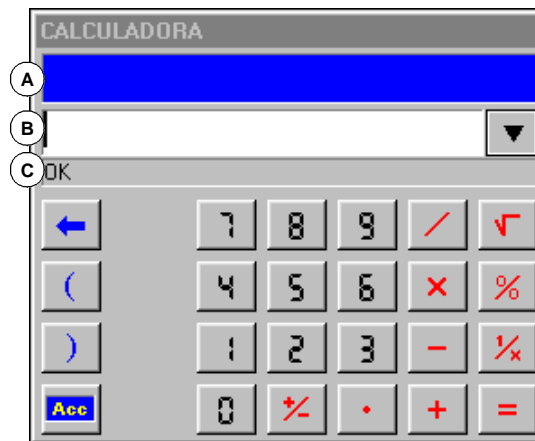 CALCULADORA
A
B
▼
C OK
7 8 9 / √
( 4 5 6 × %
) 1 2 3 − 1/x
Acc 0 +/- · + =